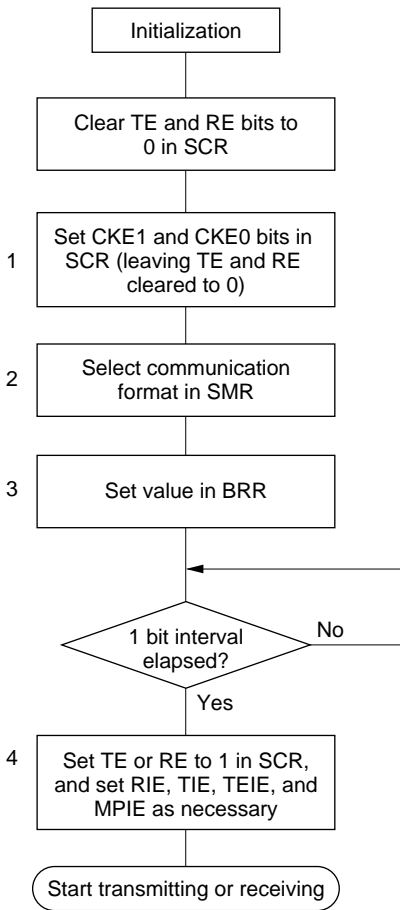 Initialization
Clear TE and RE bits to
0 in SCR
1
Set CKE1 and CKE0 bits in
SCR (leaving TE and RE
cleared to 0)
2
Select communication
format in SMR
3
Set value in BRR
1 bit interval
elapsed?
No
Yes
4
Set TE or RE to 1 in SCR,
and set RIE, TIE, TEIE, and
MPIE as necessary
Start transmitting or receiving